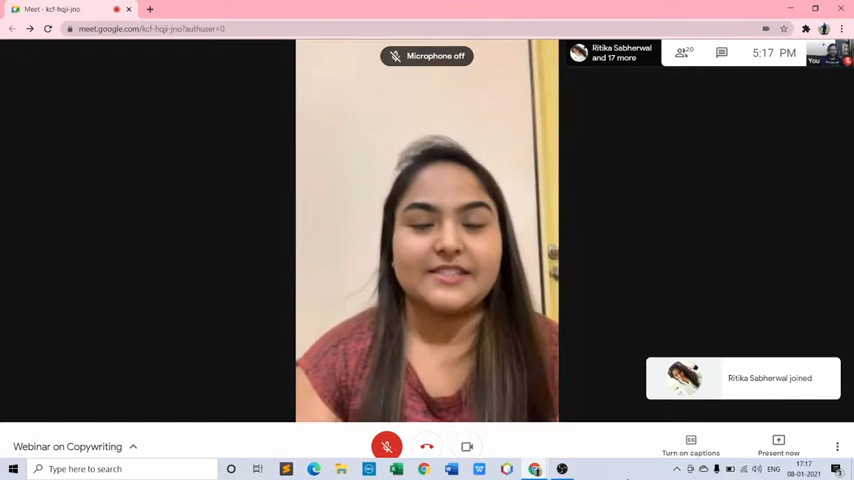 Meet - kcf-hqji-jno
meet.google.com/kcf-hqji-jno?authuser=0
Microphone off
Ritika Sabherwal
and 17 more
20
5:17 PM
You
Ritika Sabherwal joined
Webinar on Copywriting
Turn on captions
Present now
Type here to search
ENG
17:17
08-01-2021
3